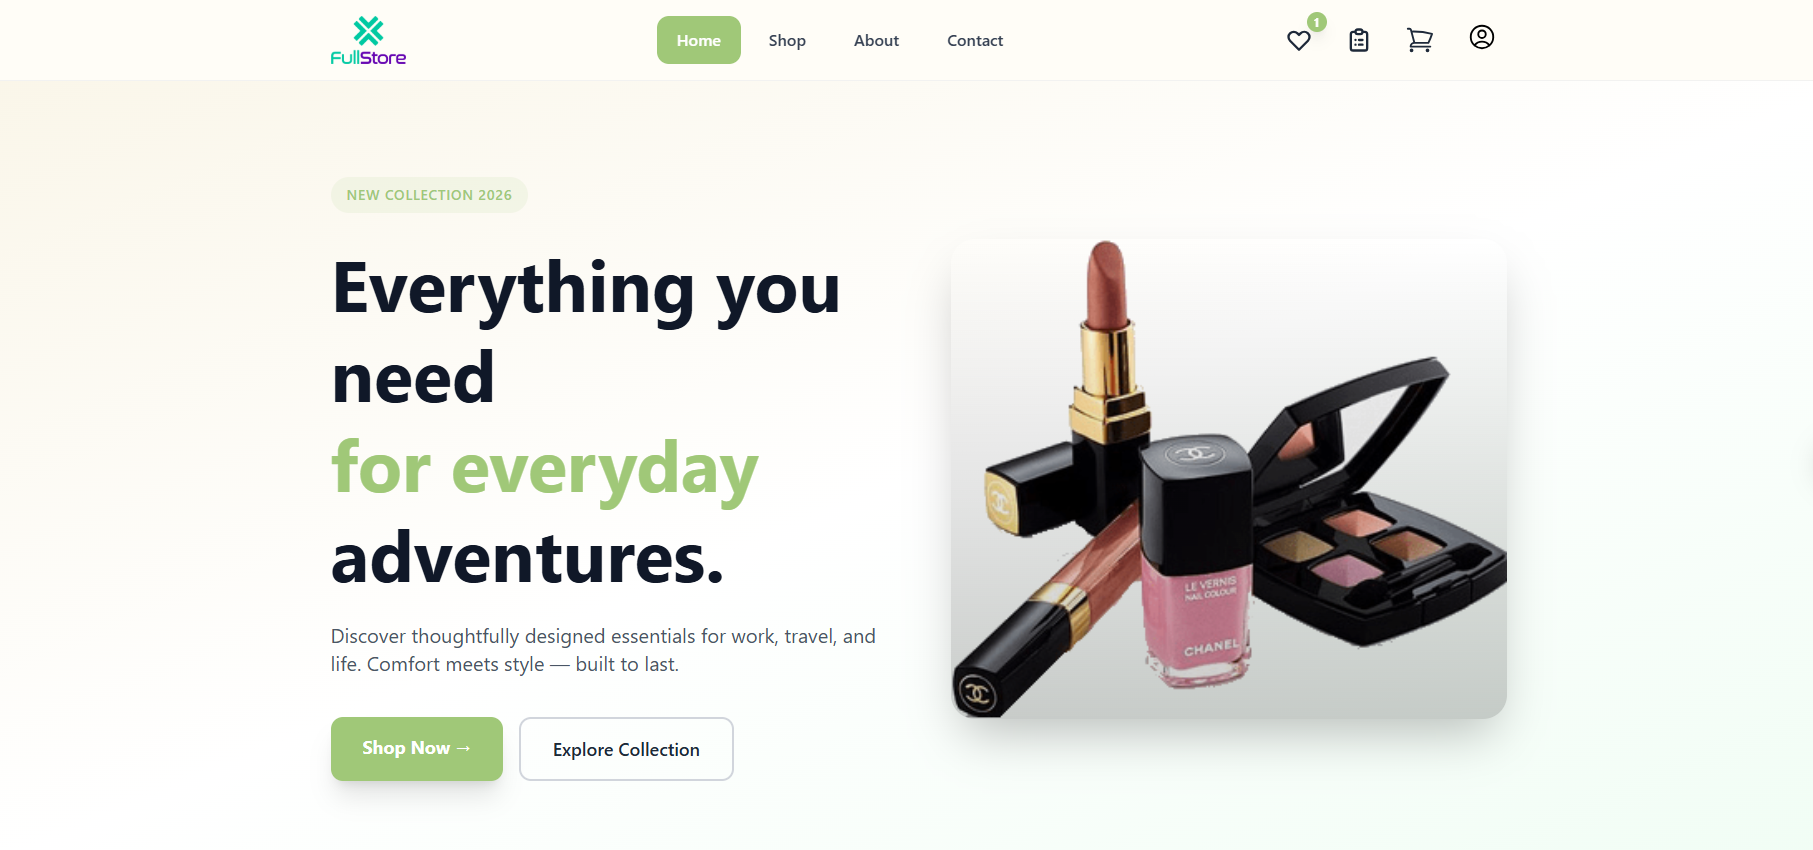 FullStore
Home
Shop
About
Contact
1
NEW COLLECTION 2026
Everything you
need
for everyday
adventures.
Discover thoughtfully designed essentials for work, travel, and
life. Comfort meets style — built to last.
Shop Now →
Explore Collection
LE VERNIS
NAIL COLOUR
CHANEL